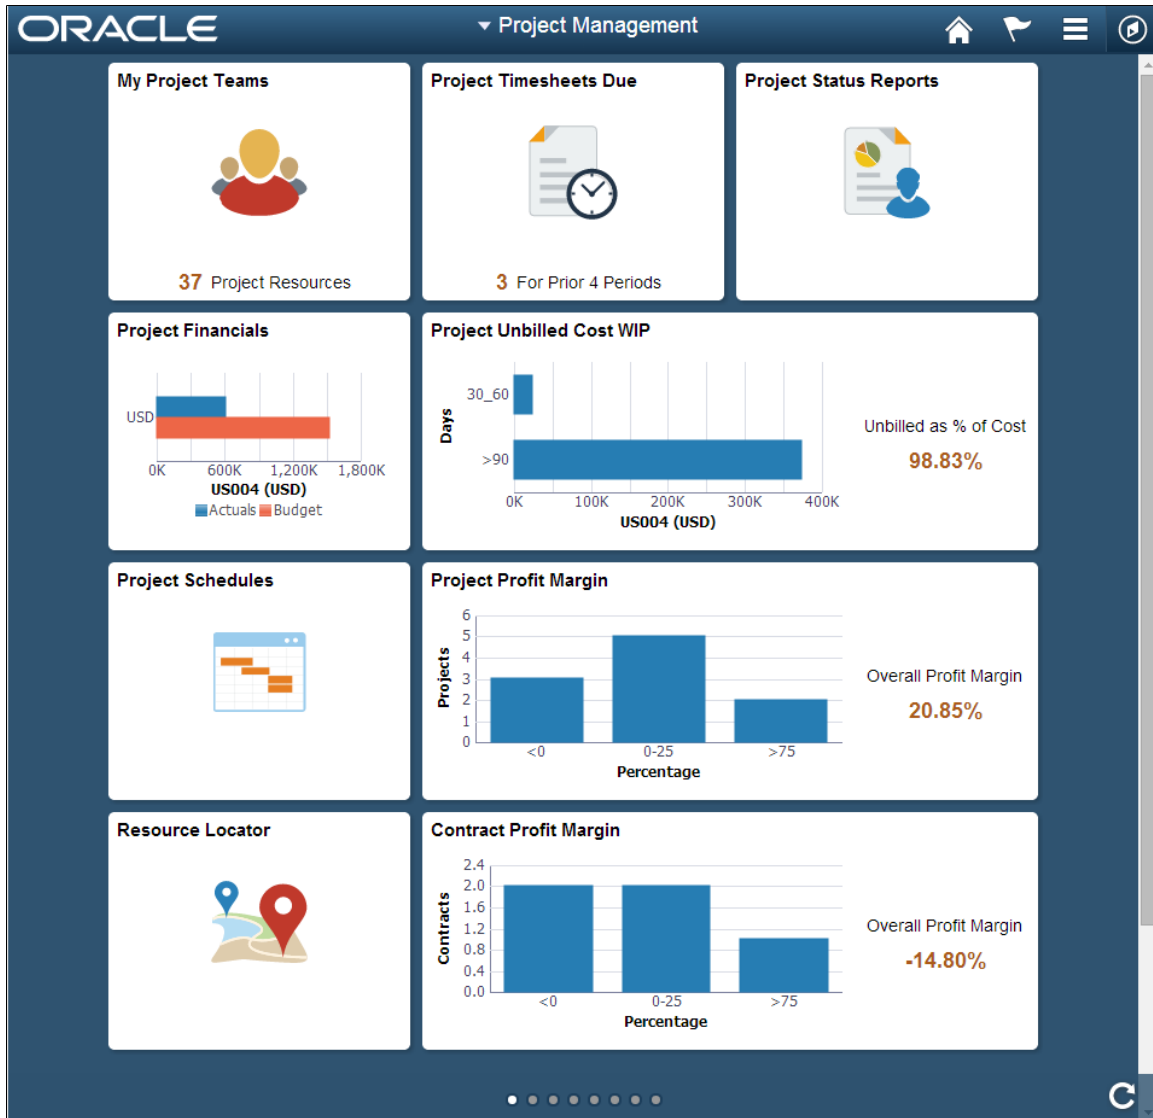 ORACLE
Project Management
My Project Teams
37 Project Resources
Project Timesheets Due
3 For Prior 4 Periods
Project Status Reports
Project Financials
USD
0K 600K 1,200K 1,800K
US004 (USD)
Actuals Budget
Project Unbilled Cost WIP
Days
30_60
>90
0K 100K 200K 300K 400K
US004 (USD)
Unbilled as % of Cost
98.83%
Project Schedules
Project Profit Margin
Projects
6
5
4
3
2
1
0
<0 0-25 >75
Percentage
Overall Profit Margin
20.85%
Resource Locator
Contract Profit Margin
Contracts
2.4
2.0
1.6
1.2
0.8
0.4
0.0
<0 0-25 >75
Percentage
Overall Profit Margin
-14.80%